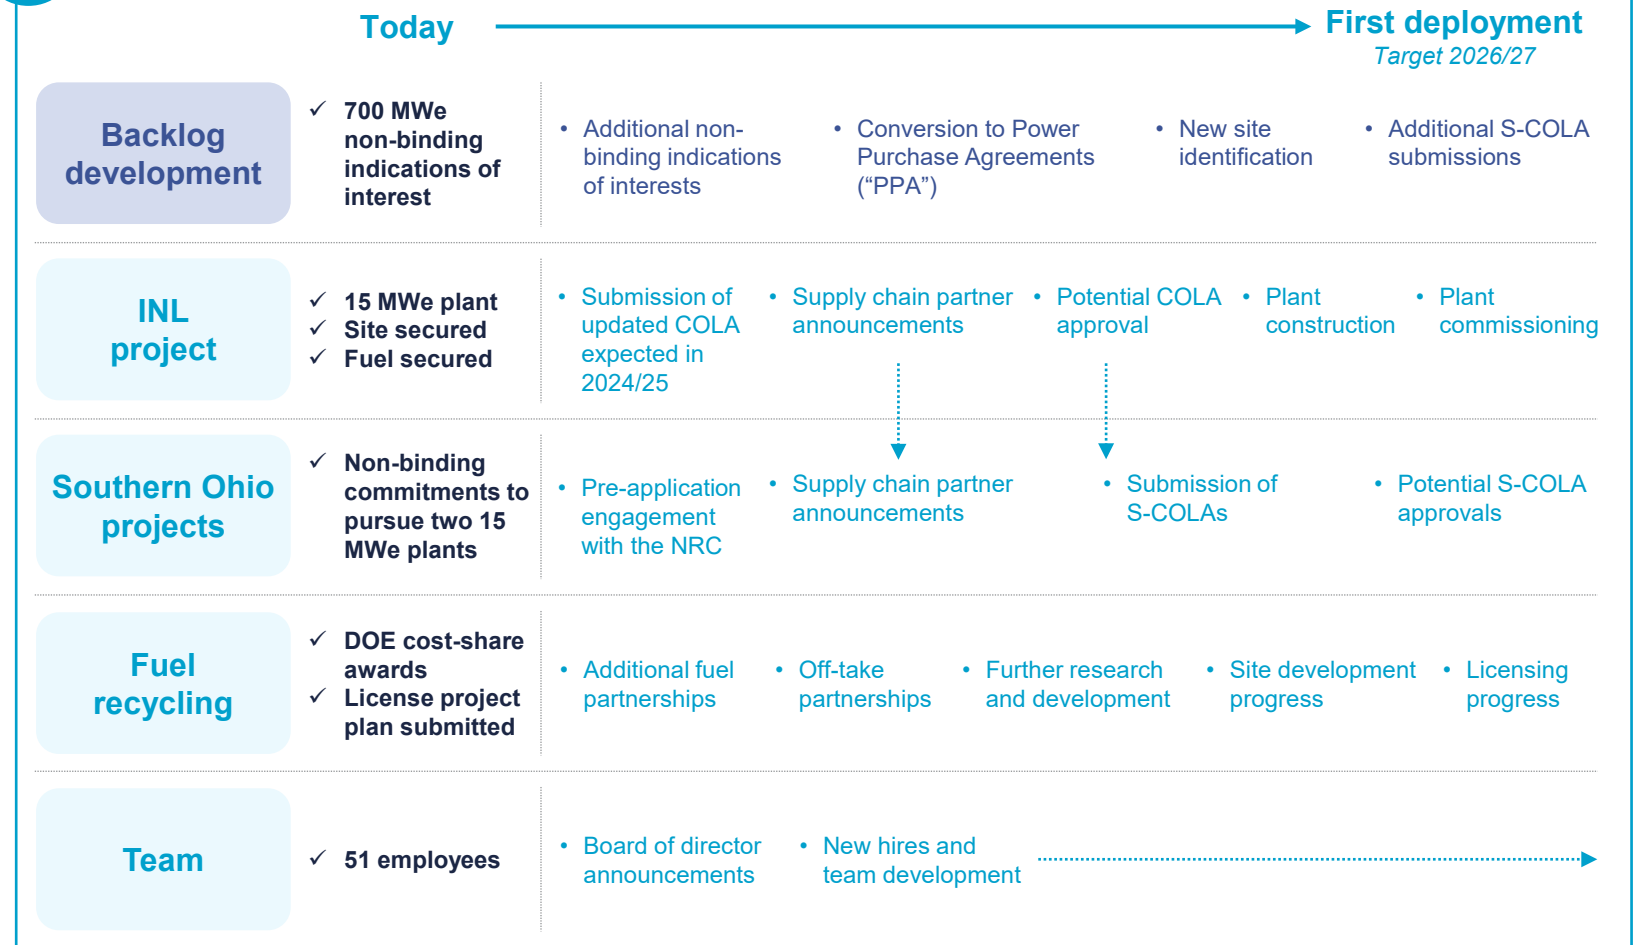 Today
First deployment
Target 2026/27
Backlog
development
✓ 700 MWe
non-binding
indications of
interest
• Additional non-
binding indications
of interests
• Conversion to Power
Purchase Agreements
(“PPA”)
• New site
identification
• Additional S-COLA
submissions
INL
project
✓ 15 MWe plant
✓ Site secured
✓ Fuel secured
• Submission of
updated COLA
expected in
2024/25
• Supply chain partner
announcements
• Potential COLA
approval
• Plant
construction
• Plant
commissioning
Southern Ohio
projects
✓ Non-binding
commitments to
pursue two 15
MWe plants
• Pre-application
engagement
with the NRC
• Supply chain partner
announcements
• Submission of
S-COLAs
• Potential S-COLA
approvals
Fuel
recycling
✓ DOE cost-share
awards
✓ License project
plan submitted
• Additional fuel
partnerships
• Off-take
partnerships
• Further research
and development
• Site development
progress
• Licensing
progress
Team
✓ 51 employees
• Board of director
announcements
• New hires and
team development